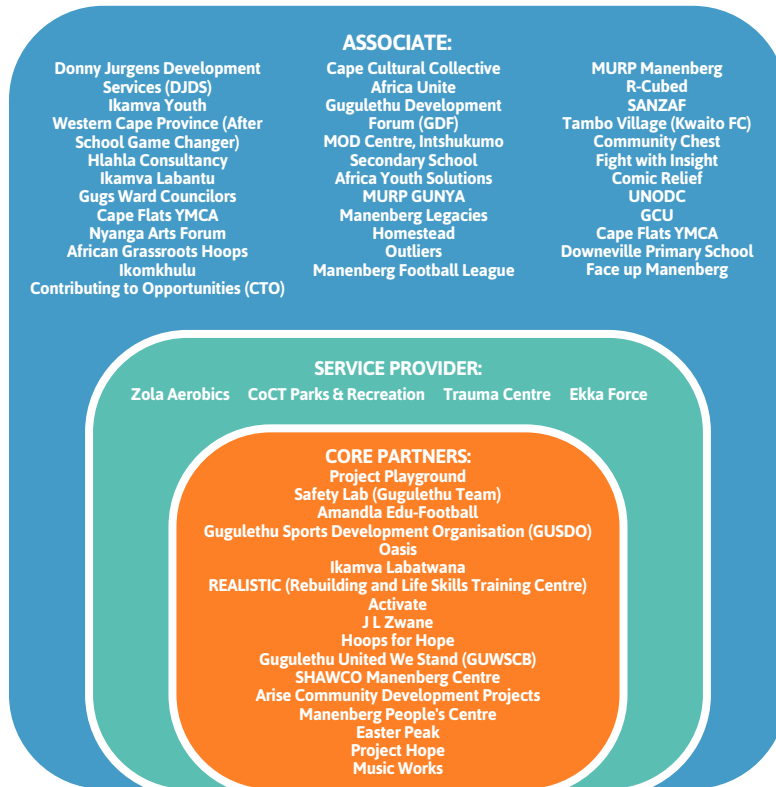 ASSOCIATE:
Donny Jurgens Development
Services (DJDS)
Ikamva Youth
Western Cape Province (After
School Game Changer)
Hlahla Consultancy
Ikamva Labantu
Gugs Ward Councilors
Cape Flats YMCA
Nyanga Arts Forum
African Grassroots Hoops
Ikomkhulu
Contributing to Opportunities (CTO)
Cape Cultural Collective
Africa Unite
Gugulethu Development
Forum (GDF)
MOD Centre, Intshukumo
Secondary School
Africa Youth Solutions
MURP GUNYA
Manenberg Legacies
Homestead
Outliers
Manenberg Football League
MURP Manenberg
R-Cubed
SANZAF
Tambo Village (Kwaito FC)
Community Chest
Fight with Insight
Comic Relief
UNODC
GCU
Cape Flats YMCA
Downeville Primary School
Face up Manenberg
SERVICE PROVIDER:
Zola Aerobics CoCT Parks & Recreation Trauma Centre Ekka Force
CORE PARTNERS:
Project Playground
Safety Lab (Gugulethu Team)
Amandla Edu-Football
Gugulethu Sports Development Organisation (GUSDO)
Oasis
Ikamva Labatwana
REALISTIC (Rebuilding and Life Skills Training Centre)
Activate
J L Zwane
Hoops for Hope
Gugulethu United We Stand (GUWSCB)
SHAWCO Manenberg Centre
Arise Community Development Projects
Manenberg People's Centre
Easter Peak
Project Hope
Music Works